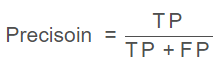 Precisoin = TP / TP + FP